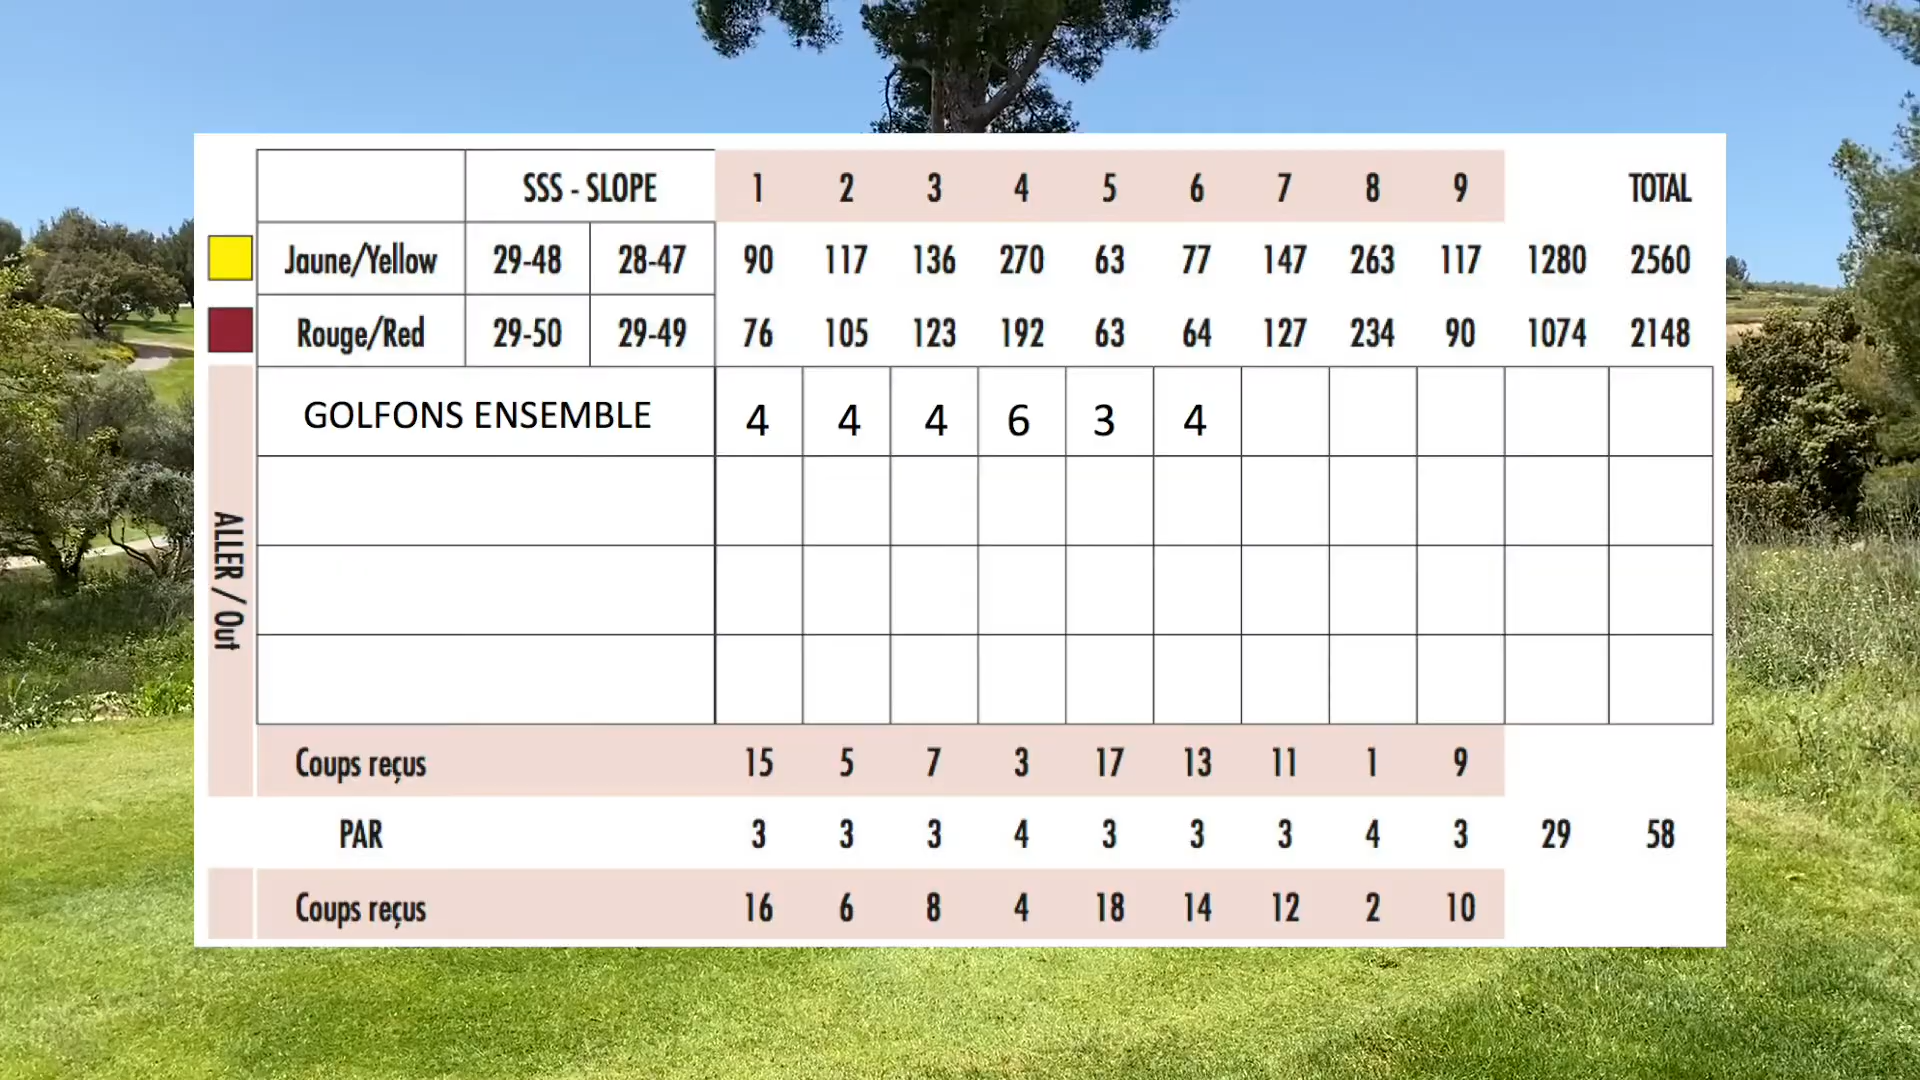 SSS - SLOPE 1 2 3 4 5 6 7 8 9 TOTAL
Jaune/Yellow 29-48 28-47 90 117 136 270 63 77 147 263 117 1280 2560
Rouge/Red 29-50 29-49 76 105 123 192 63 64 127 234 90 1074 2148
GOLFONS ENSEMBLE 4 4 4 6 3 4
ALLER / Out
Coups reçus 15 5 7 3 17 13 11 1 9
PAR 3 3 3 4 3 3 3 4 3 29 58
Coups reçus 16 6 8 4 18 14 12 2 10